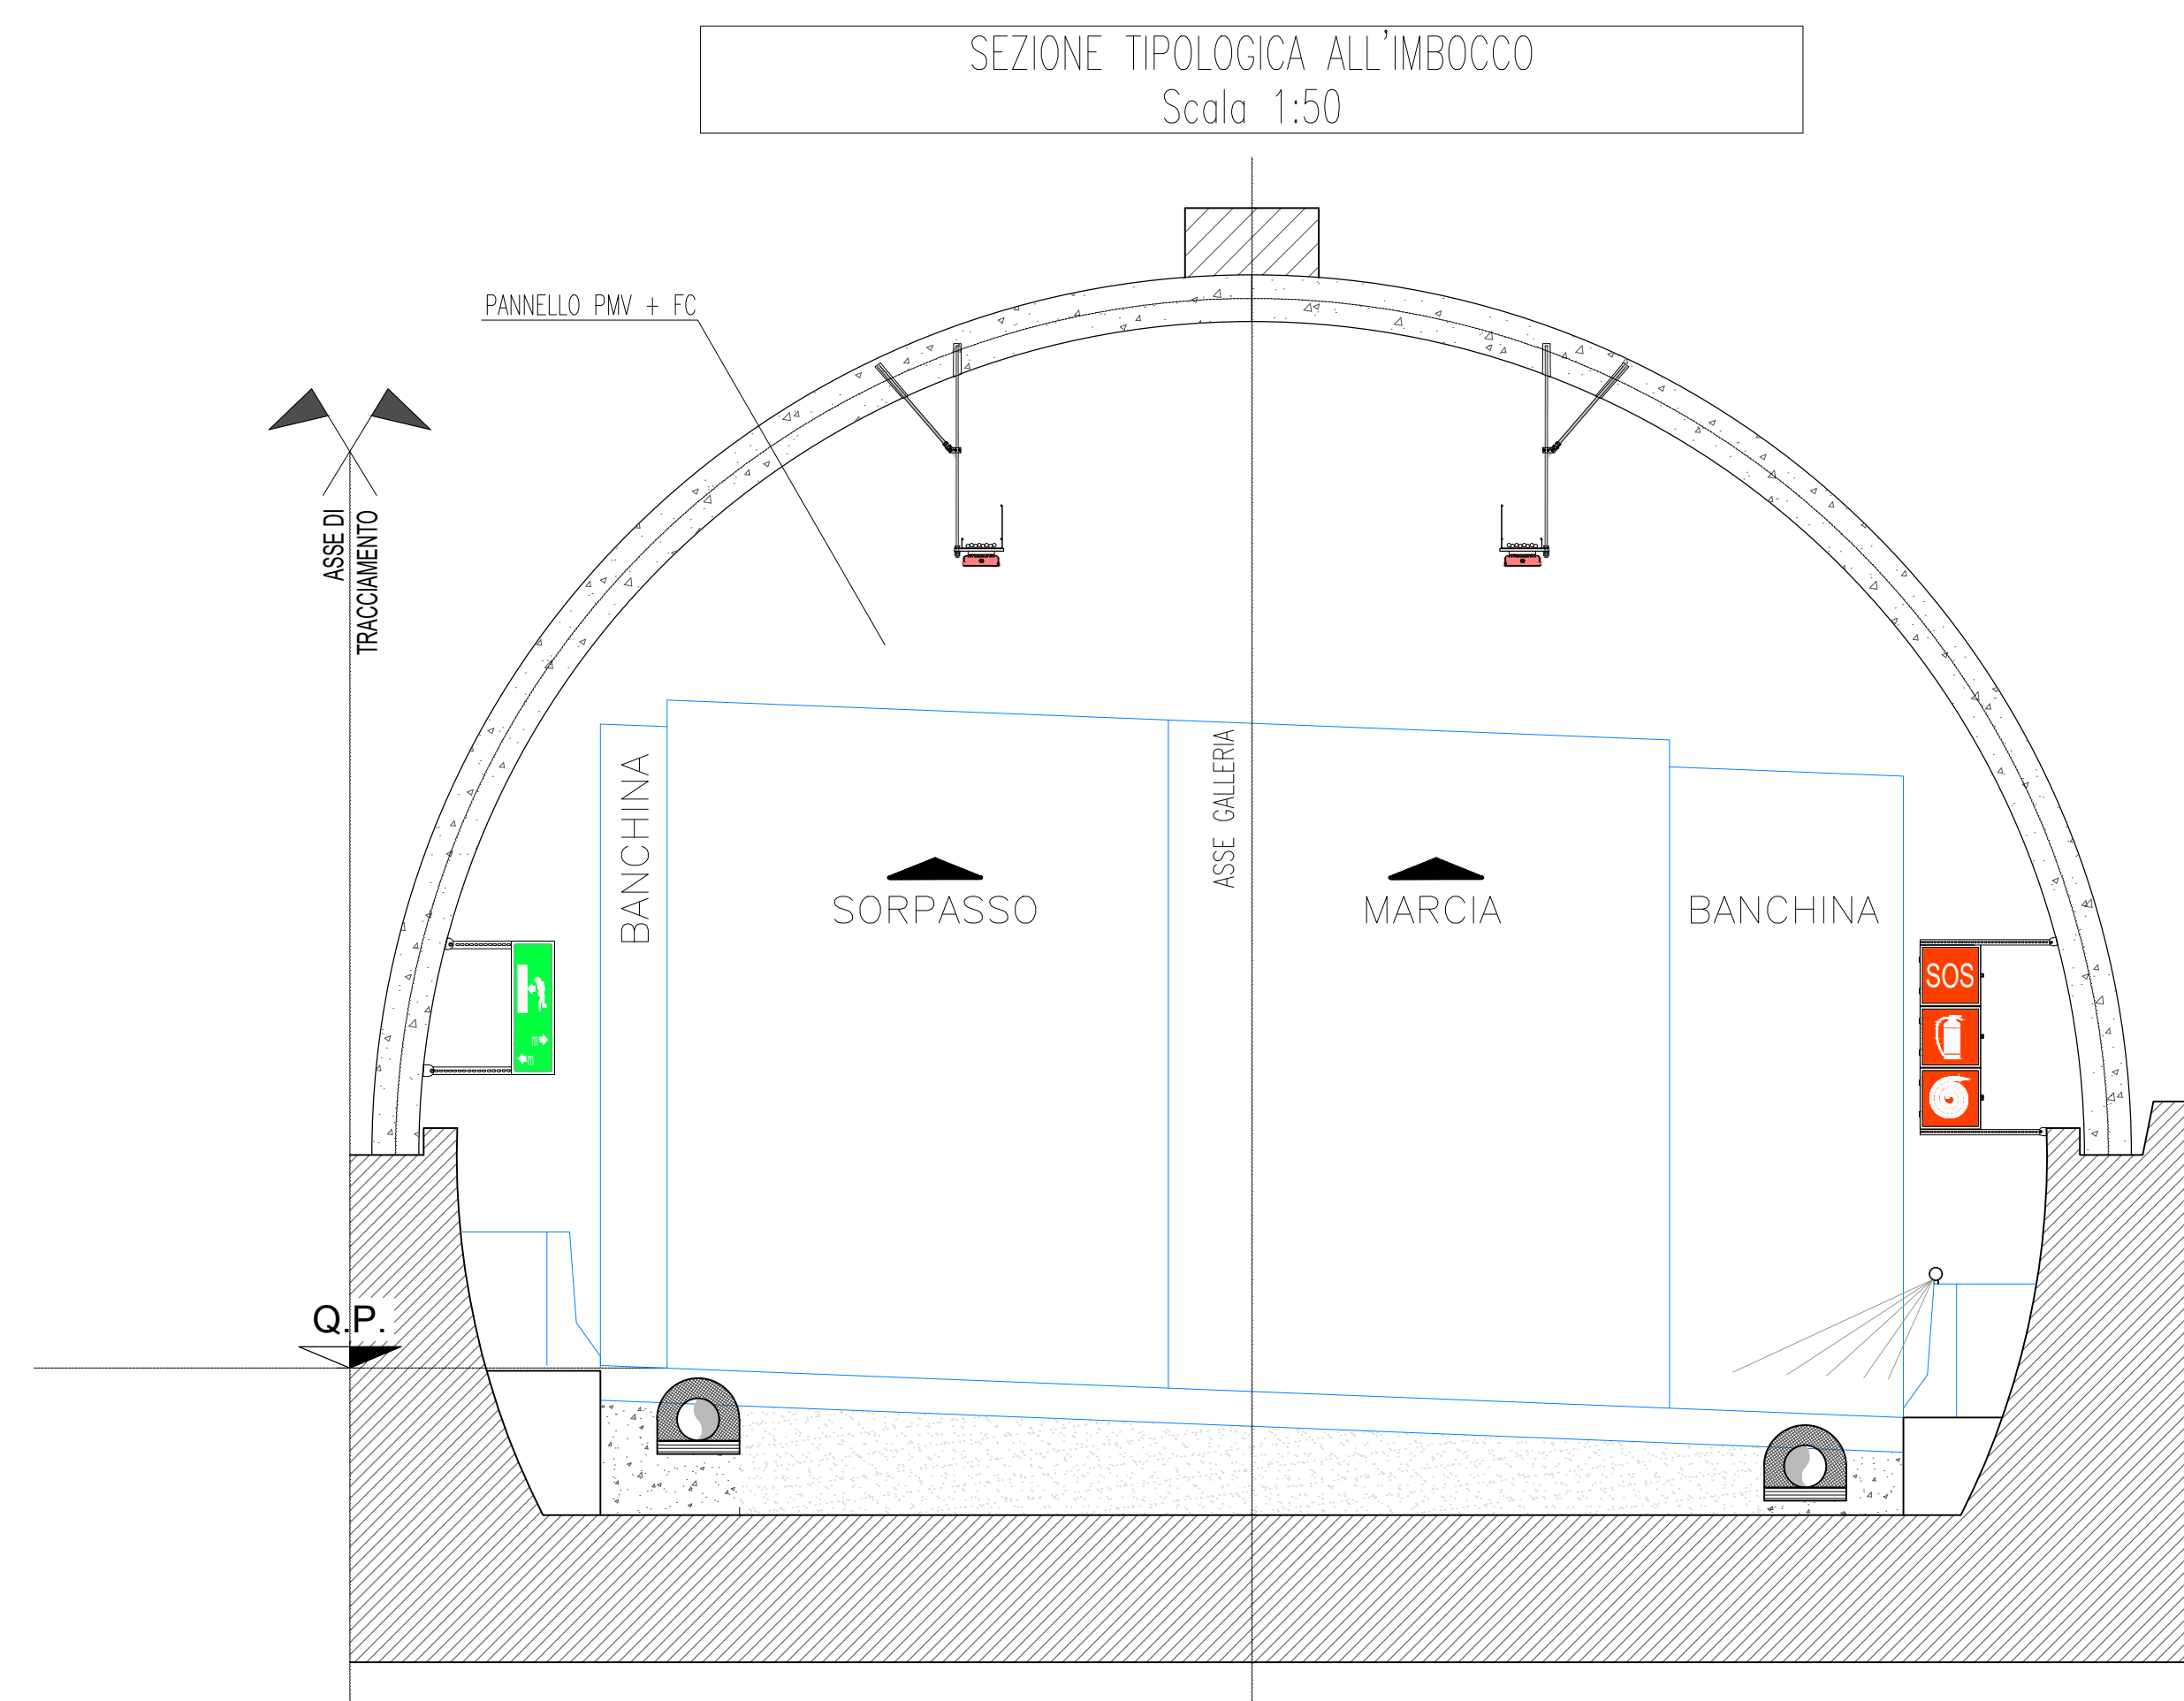 SEZIONE TIPOLOGICA ALL'IMBOCCO
Scala 1:50
PANNELLO PMV + FC
ASSE DI
TRACCIAMENTO
BANCHINA
ASSE GALLERIA
SORPASSO
MARCIA
BANCHINA
SOS
m
m
Q.P.